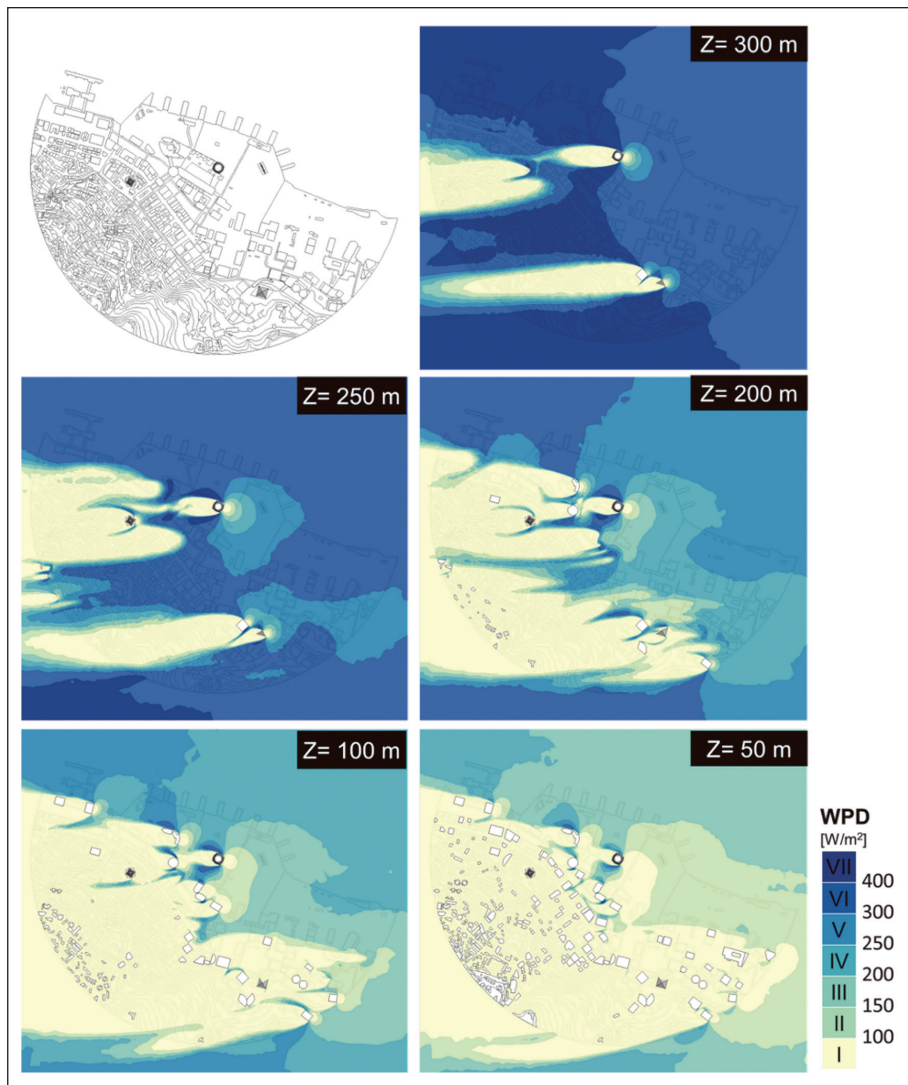 Z= 300 m
Z= 250 m
Z= 200 m
Z= 100 m
Z= 50 m
WPD
[W/m²]
VII
400
VI
300
V
250
IV
200
III
150
II
100
I